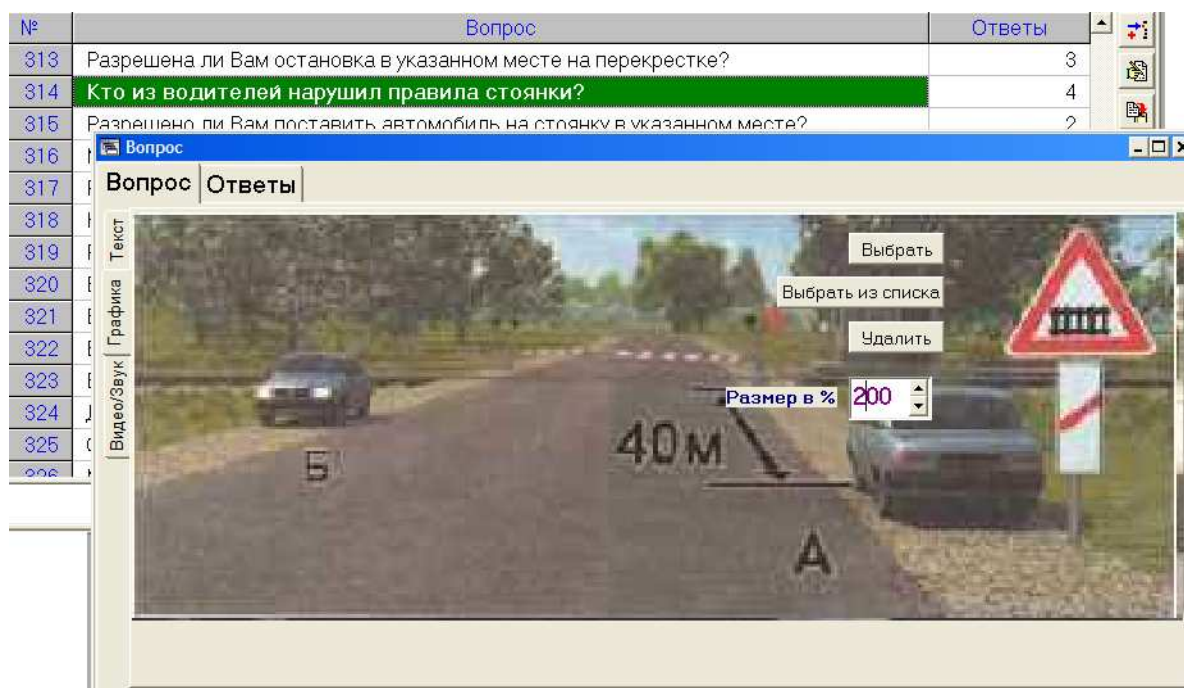 № Вопрос Ответы
313 Разрешена ли Вам остановка в указанном месте на перекрестке? 3
314 Кто из водителей нарушил правила стоянки? 4
315 Разрешено ли Вам поставить автомобиль на стоянку в указанном месте? 2
316
317
318
319
320
321
322
323
324
325
326
Вопрос
Вопрос Ответы
Текст
Графика
Видео/Звук
Выбрать
Выбрать из списка
Удалить
Размер в % 200
40м
Б
А